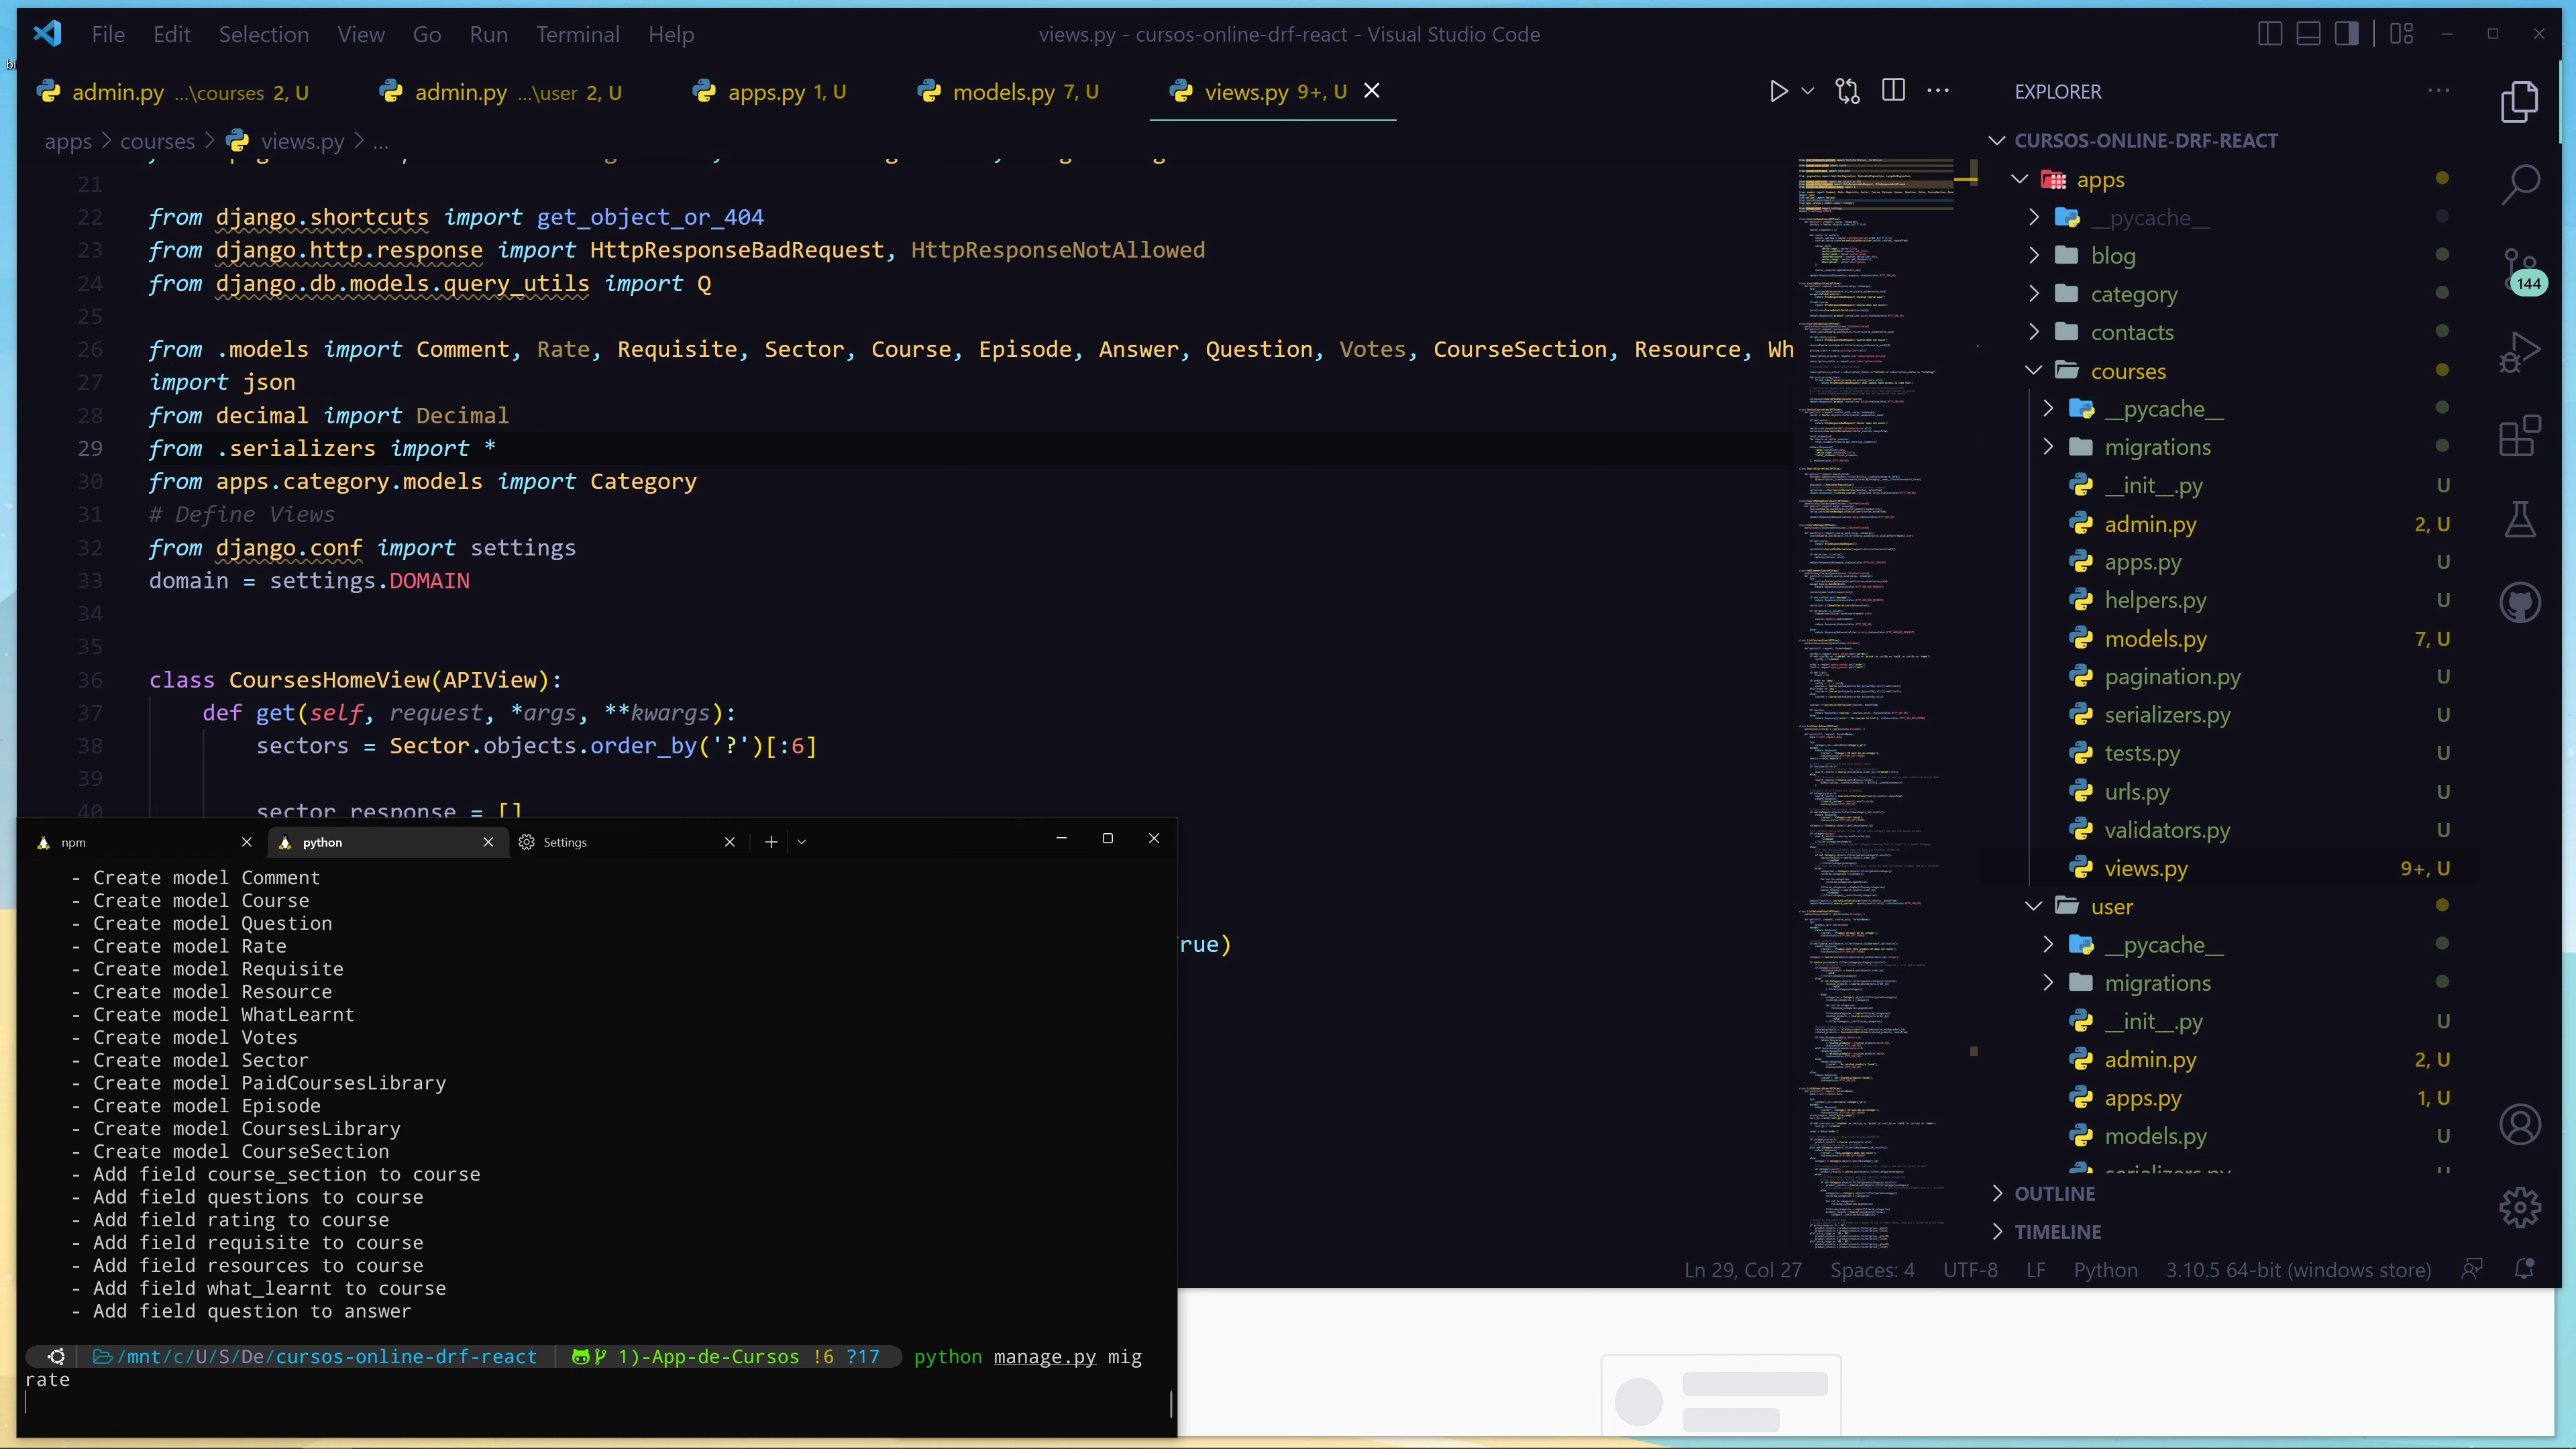 File Edit Selection View Go Run Terminal Help
views.py - cursos-online-drf-react - Visual Studio Code
admin.py ...\courses 2, U
admin.py ...\user 2, U
apps.py 1, U
models.py 7, U
views.py 9+, U
apps > courses > views.py > ...
21
22 from django.shortcuts import get_object_or_404
23 from django.http.response import HttpResponseBadRequest, HttpResponseNotAllowed
24 from django.db.models.query_utils import Q
25
26 from .models import Comment, Rate, Requisite, Sector, Course, Episode, Answer, Question, Votes, CourseSection, Resource, Wh
27 import json
28 from decimal import Decimal
29 from .serializers import *
30 from apps.category.models import Category
31 # Define Views
32 from django.conf import settings
33 domain = settings.DOMAIN
34
35
36 class CoursesHomeView(APIView):
37 def get(self, request, *args, **kwargs):
38 sectors = Sector.objects.order_by('?')[:6]
39
40 sector_response = []
rue)
npm
python
Settings
- Create model Comment
- Create model Course
- Create model Question
- Create model Rate
- Create model Requisite
- Create model Resource
- Create model WhatLearnt
- Create model Votes
- Create model Sector
- Create model PaidCoursesLibrary
- Create model Episode
- Create model CoursesLibrary
- Create model CourseSection
- Add field course_section to course
- Add field questions to course
- Add field rating to course
- Add field requisite to course
- Add field resources to course
- Add field what_learnt to course
- Add field question to answer
/mnt/c/U/S/De/cursos-online-drf-react 1)-App-de-Cursos !6 ?17 python manage.py mig
rate
EXPLORER
CURSOS-ONLINE-DRF-REACT
apps
__pycache__
blog
category
contacts
courses
__pycache__
migrations
__init__.py U
admin.py 2, U
apps.py U
helpers.py U
models.py 7, U
pagination.py U
serializers.py U
tests.py U
urls.py U
validators.py U
views.py 9+, U
user
__pycache__
migrations
__init__.py U
admin.py 2, U
apps.py 1, U
models.py U
serializers.py U
OUTLINE
TIMELINE
144
Ln 29, Col 27 Spaces: 4 UTF-8 LF Python 3.10.5 64-bit (windows store)